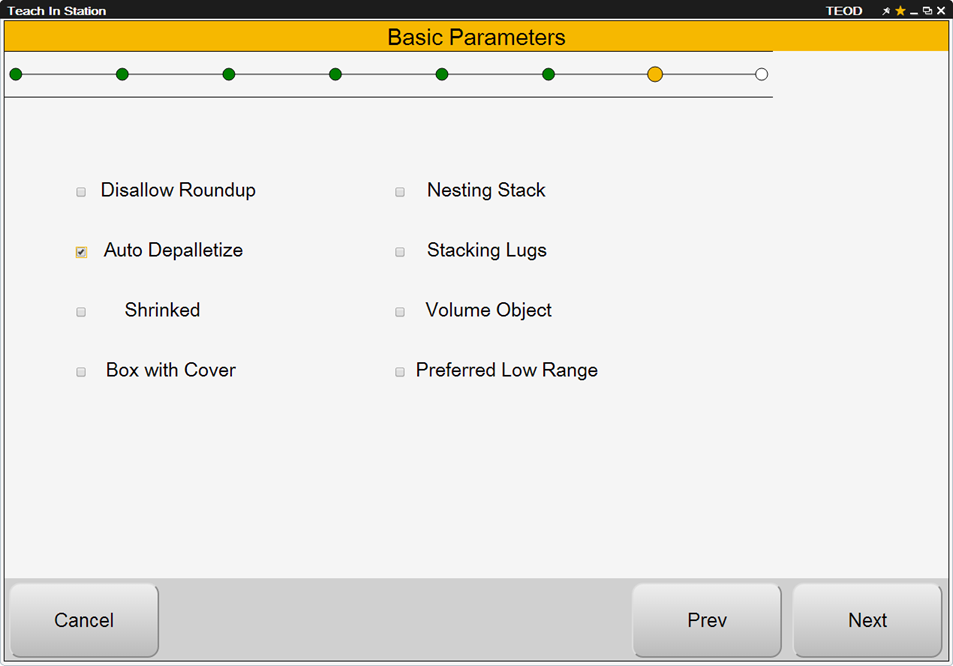 Teach In Station TEOD
Basic Parameters
Disallow Roundup Nesting Stack
Auto Depalletize Stacking Lugs
Shrinked Volume Object
Box with Cover Preferred Low Range
Cancel Prev Next